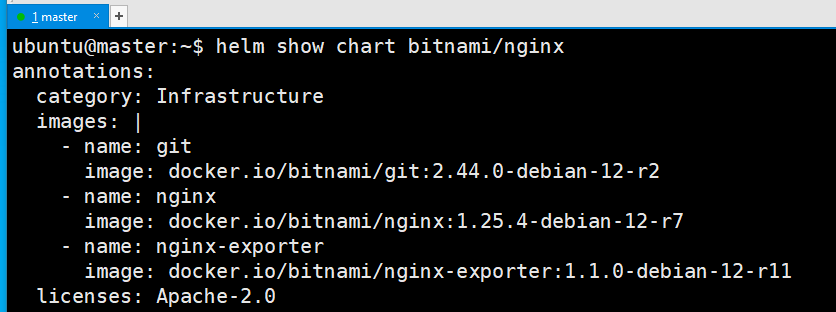 1 master × +
ubuntu@master:~$ helm show chart bitnami/nginx
annotations:
  category: Infrastructure
  images: |
    - name: git
      image: docker.io/bitnami/git:2.44.0-debian-12-r2
    - name: nginx
      image: docker.io/bitnami/nginx:1.25.4-debian-12-r7
    - name: nginx-exporter
      image: docker.io/bitnami/nginx-exporter:1.1.0-debian-12-r11
  licenses: Apache-2.0